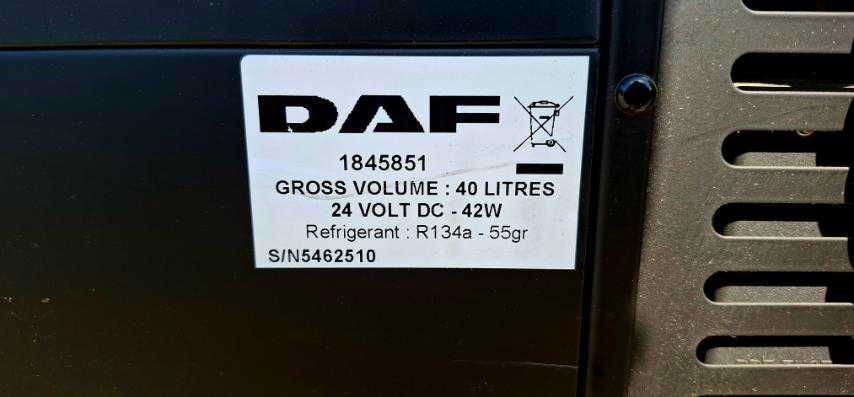 DAF
1845851
GROSS VOLUME : 40 LITRES
24 VOLT DC - 42W
Refrigerant : R134a - 55gr
S/N5462510